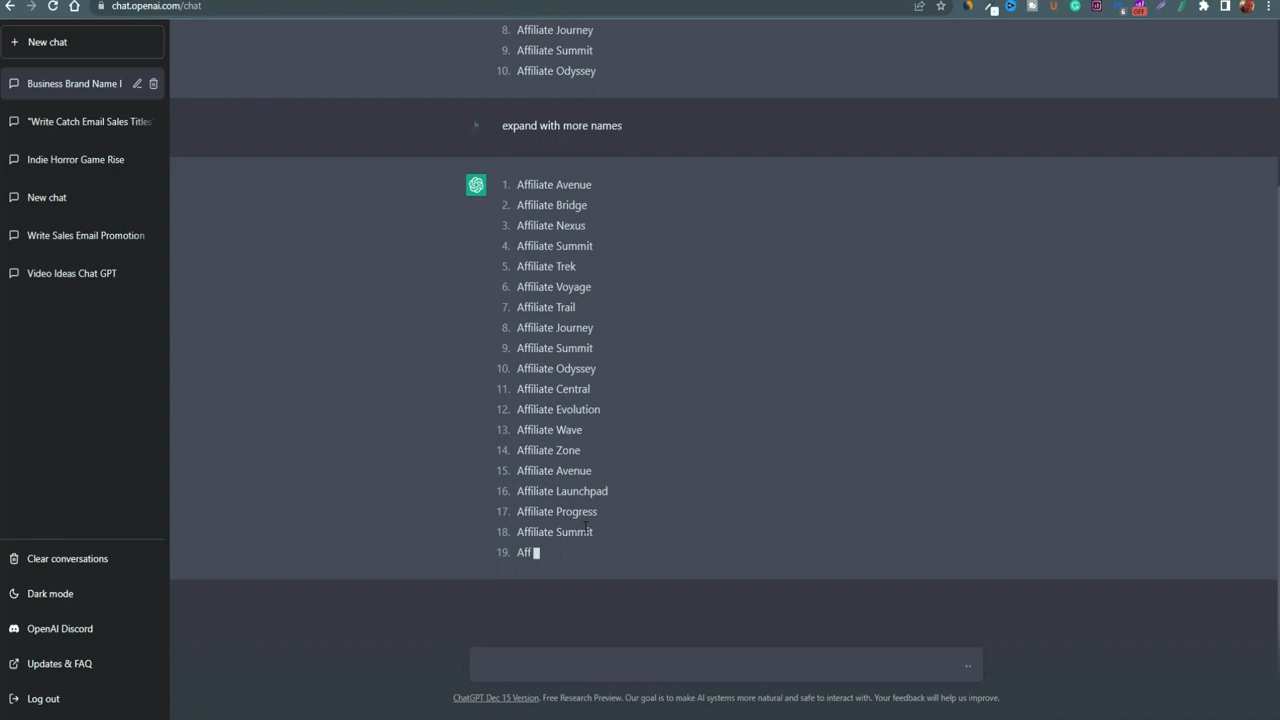 chat.openai.com/chat
New chat
Business Brand Name I
"Write Catch Email Sales Titles"
Indie Horror Game Rise
New chat
Write Sales Email Promotion
Video Ideas Chat GPT
Clear conversations
Dark mode
OpenAI Discord
Updates & FAQ
Log out
8. Affiliate Journey
9. Affiliate Summit
10. Affiliate Odyssey
expand with more names
1. Affiliate Avenue
2. Affiliate Bridge
3. Affiliate Nexus
4. Affiliate Summit
5. Affiliate Trek
6. Affiliate Voyage
7. Affiliate Trail
8. Affiliate Journey
9. Affiliate Summit
10. Affiliate Odyssey
11. Affiliate Central
12. Affiliate Evolution
13. Affiliate Wave
14. Affiliate Zone
15. Affiliate Avenue
16. Affiliate Launchpad
17. Affiliate Progress
18. Affiliate Summit
19. Aff
ChatGPT Dec 15 Version. Free Research Preview. Our goal is to make AI systems more natural and safe to interact with. Your feedback will help us improve.